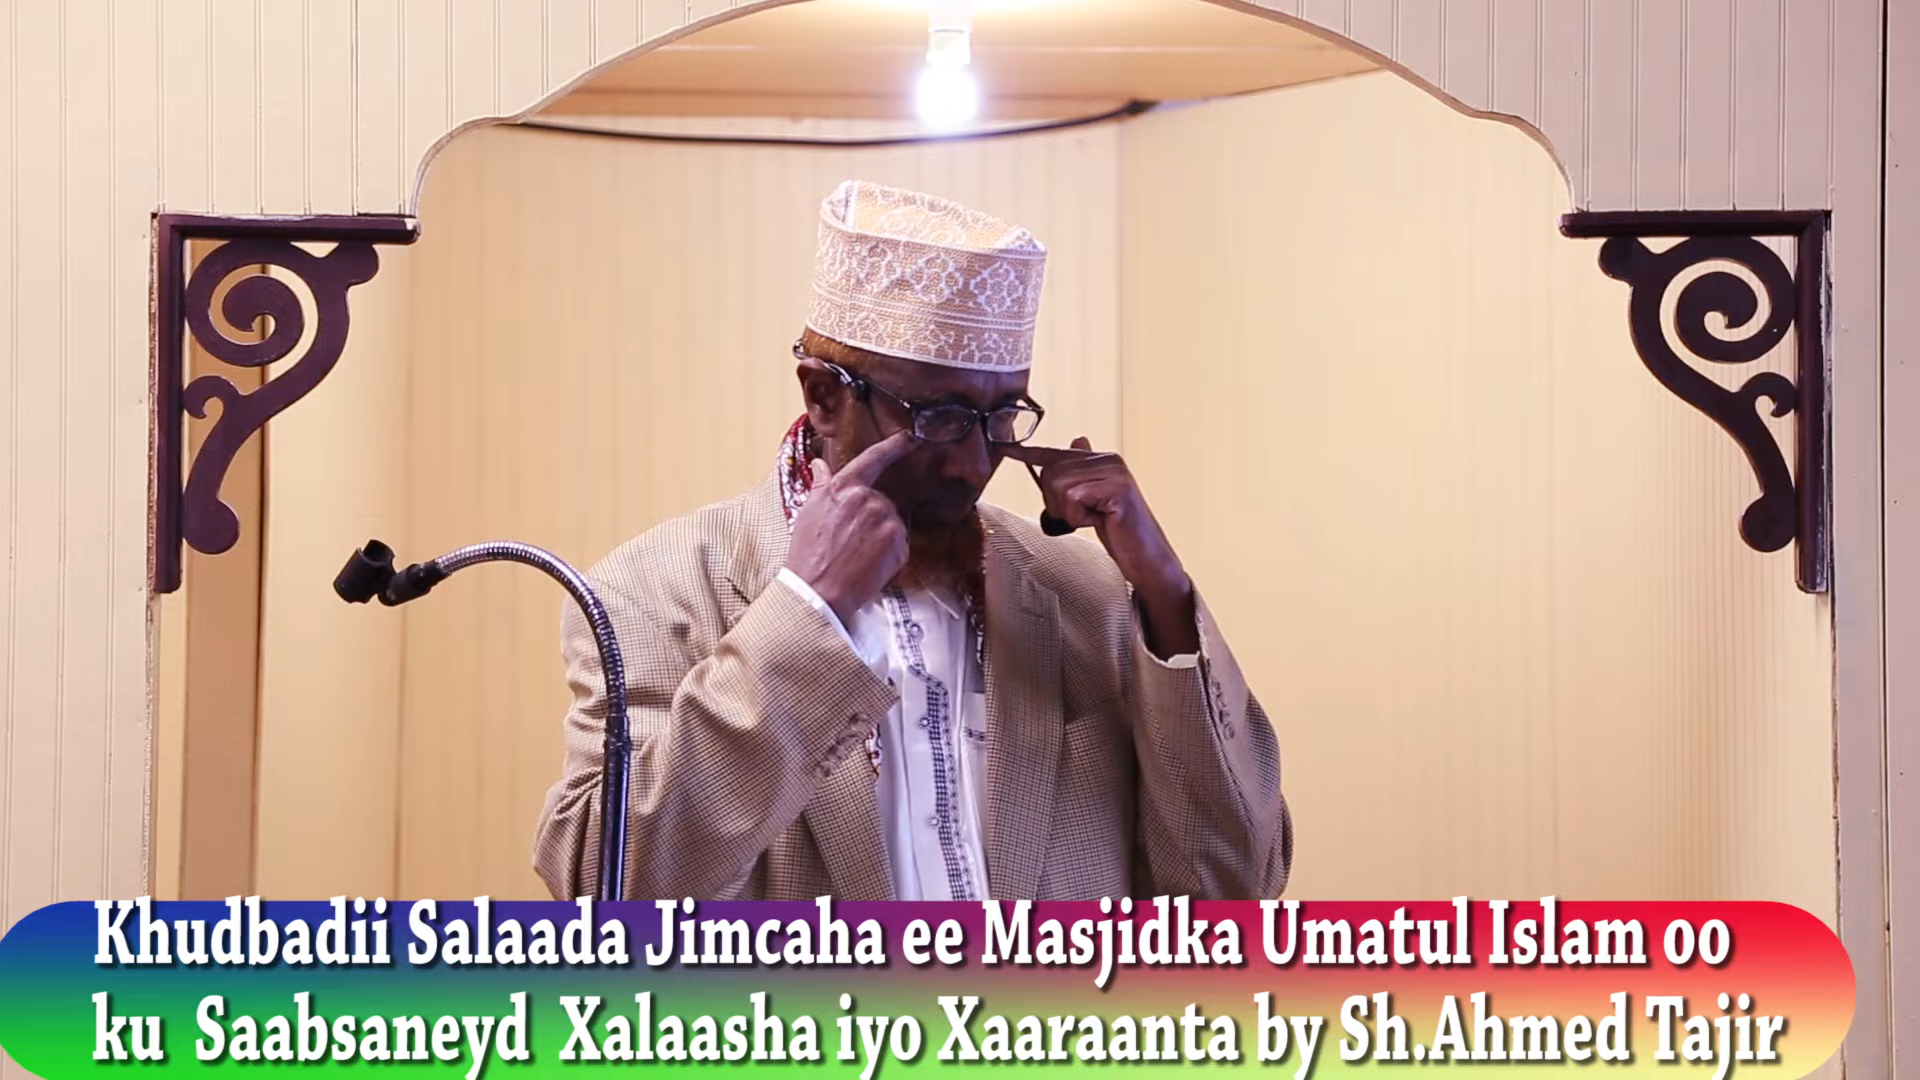 Khudbadii Salaada Jimcaha ee Masjidka Umatul Islam oo
ku Saabsaneyd Xalaasha iyo Xaaraanta by Sh.Ahmed Tajir